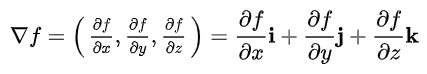 ∇f = ( ∂f/∂x, ∂f/∂y, ∂f/∂z ) = ∂f/∂x i + ∂f/∂y j + ∂f/∂z k